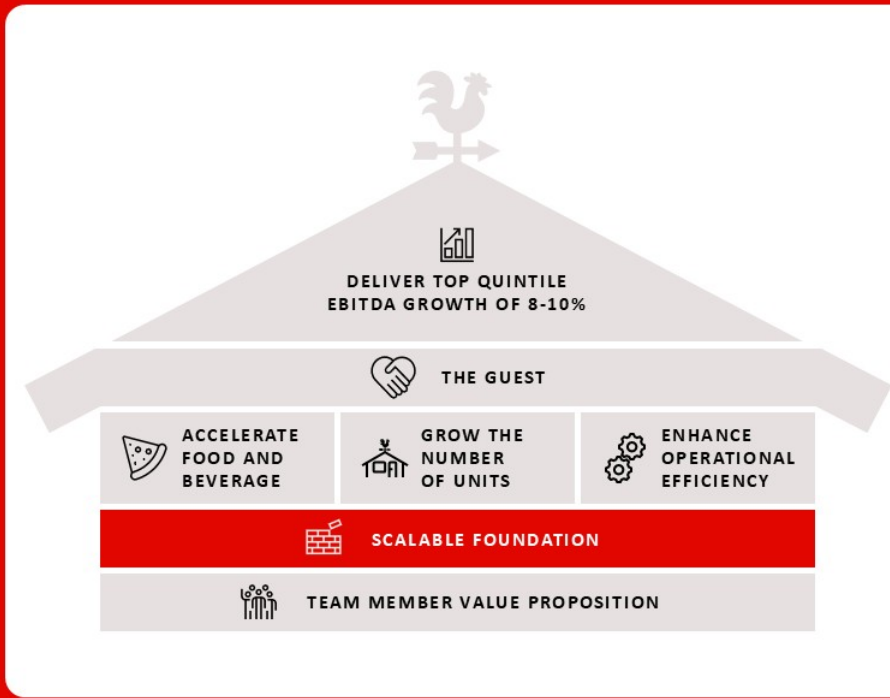 DELIVER TOP QUINTILE
EBITDA GROWTH OF 8-10%
THE GUEST
ACCELERATE
FOOD AND
BEVERAGE
GROW THE
NUMBER
OF UNITS
ENHANCE
OPERATIONAL
EFFICIENCY
SCALABLE FOUNDATION
TEAM MEMBER VALUE PROPOSITION